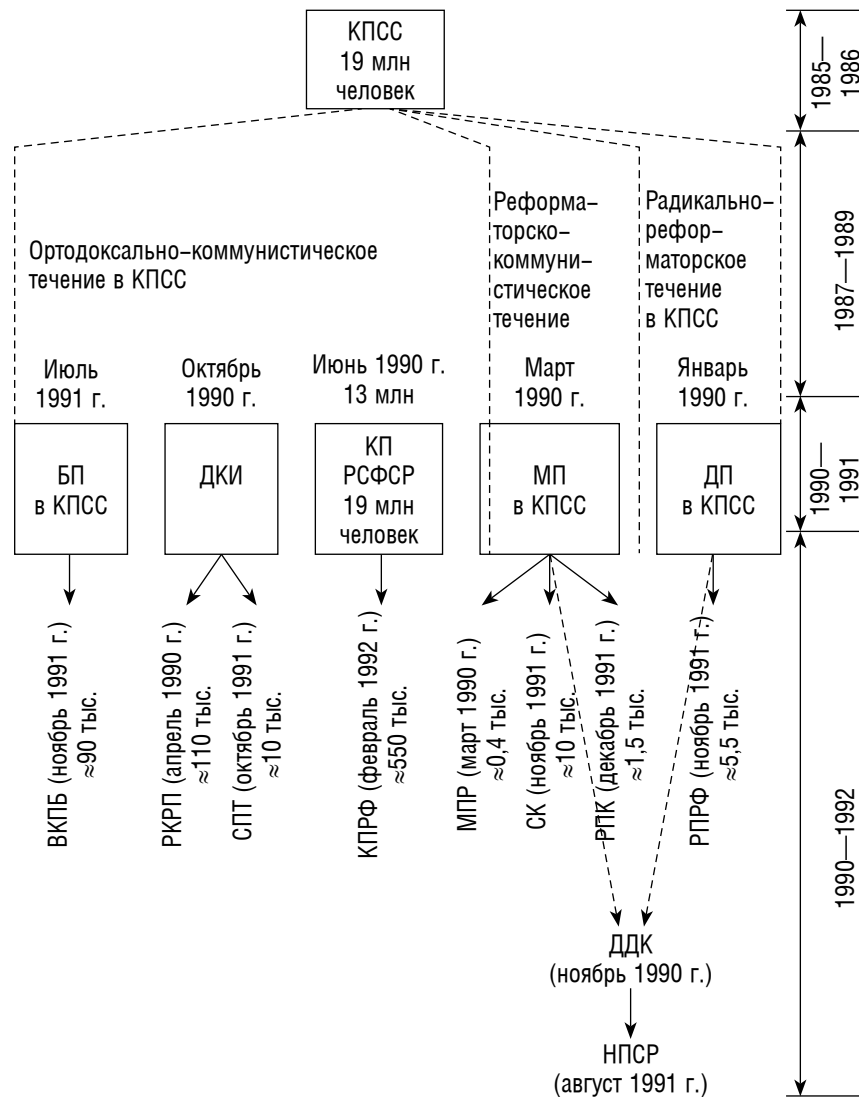 КПСС
19 млн
человек
1985—
1986
Ортодоксально-коммунистическое
течение в КПСС
Реформа-
торско-
коммуни-
стическое
течение
Радикально-
рефор-
маторское
течение
в КПСС
1987—1989
Июль
1991 г.
Октябрь
1990 г.
Июнь 1990 г.
13 млн
Март
1990 г.
Январь
1990 г.
БП
в КПСС
ДКИ
КП
РСФСР
19 млн
человек
МП
в КПСС
ДП
в КПСС
1990—
1991
ВКПБ (ноябрь 1991 г.)
≈90 тыс.
РКРП (апрель 1990 г.)
≈110 тыс.
СПТ (октябрь 1991 г.)
≈10 тыс.
КПРФ (февраль 1992 г.)
≈550 тыс.
МПР (март 1990 г.)
≈0,4 тыс.
СК (ноябрь 1991 г.)
≈10 тыс.
РПК (декабрь 1991 г.)
≈1,5 тыс.
РПРФ (ноябрь 1991 г.)
≈5,5 тыс.
1990—1992
ДДК
(ноябрь 1990 г.)
НПСР
(август 1991 г.)